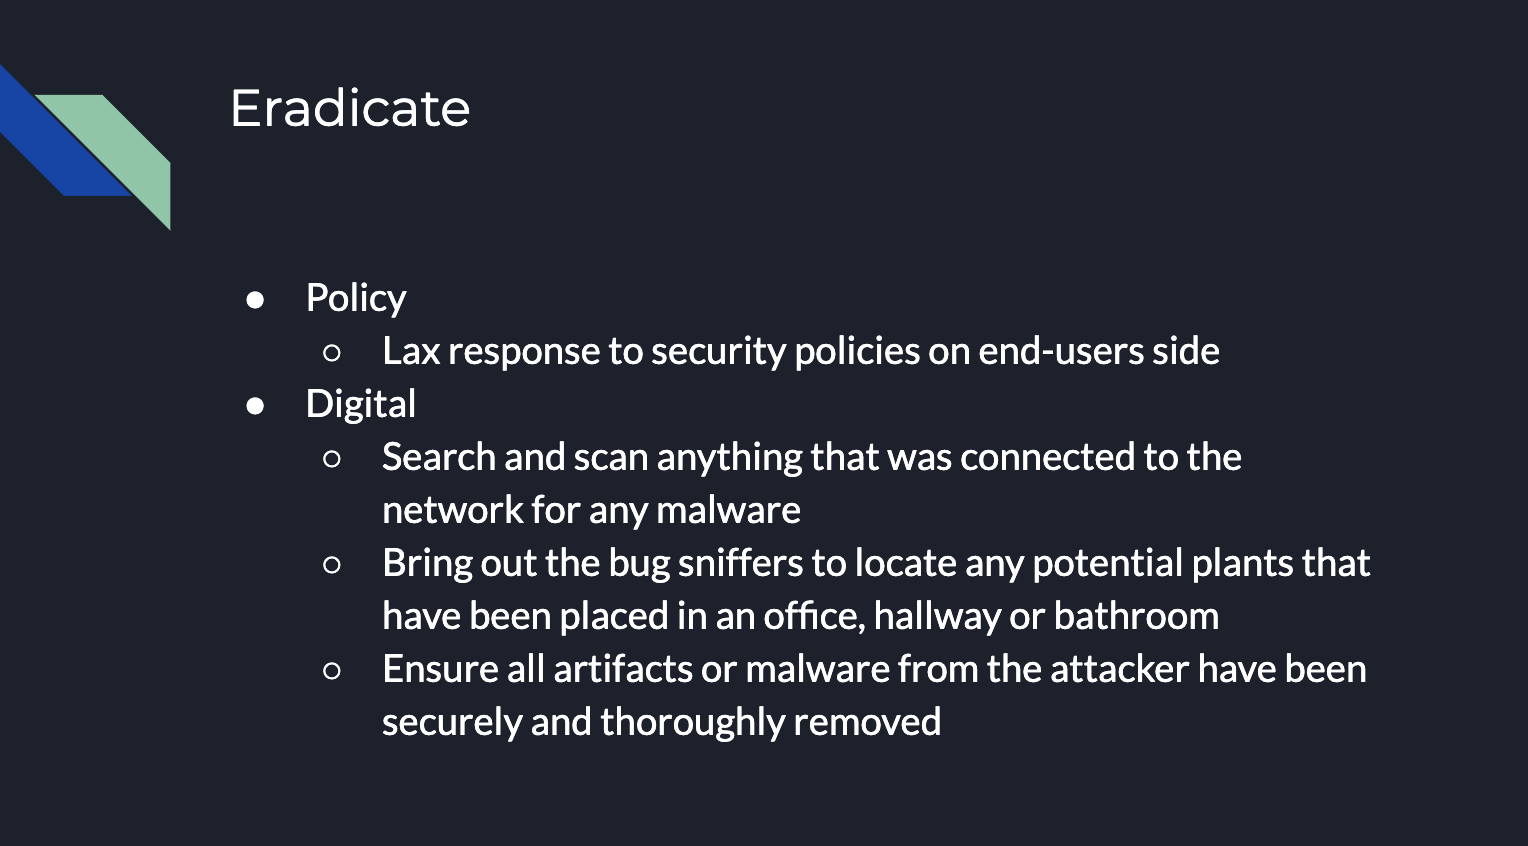 Eradicate
● Policy
○ Lax response to security policies on end-users side
● Digital
○ Search and scan anything that was connected to the
network for any malware
○ Bring out the bug sniffers to locate any potential plants that
have been placed in an office, hallway or bathroom
○ Ensure all artifacts or malware from the attacker have been
securely and thoroughly removed